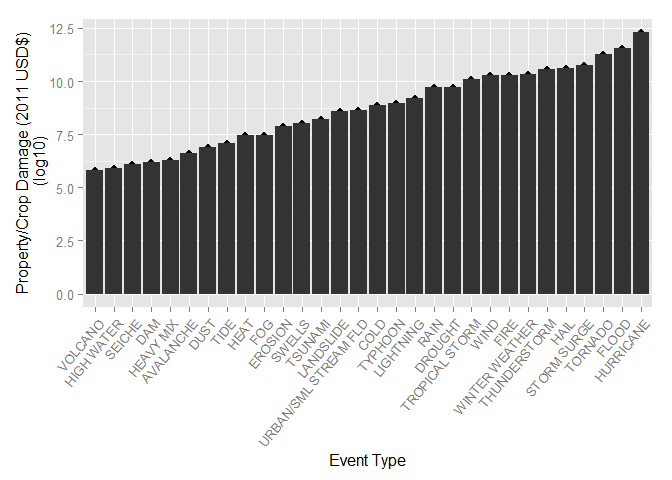 Property/Crop Damage (2011 USD$)
(log10)
12.5
10.0
7.5
5.0
2.5
0.0
VOLCANO
HIGH WATER
SEICHE
DAM
HEAVY MIX
AVALANCHE
DUST
TIDE
HEAT
FOG
EROSION
SWELLS
TSUNAMI
LANDSLIDE
URBAN/SML STREAM FLD
COLD
TYPHOON
LIGHTNING
RAIN
DROUGHT
TROPICAL STORM
WIND
FIRE
WINTER WEATHER
THUNDERSTORM
HAIL
STORM SURGE
TORNADO
FLOOD
HURRICANE
Event Type